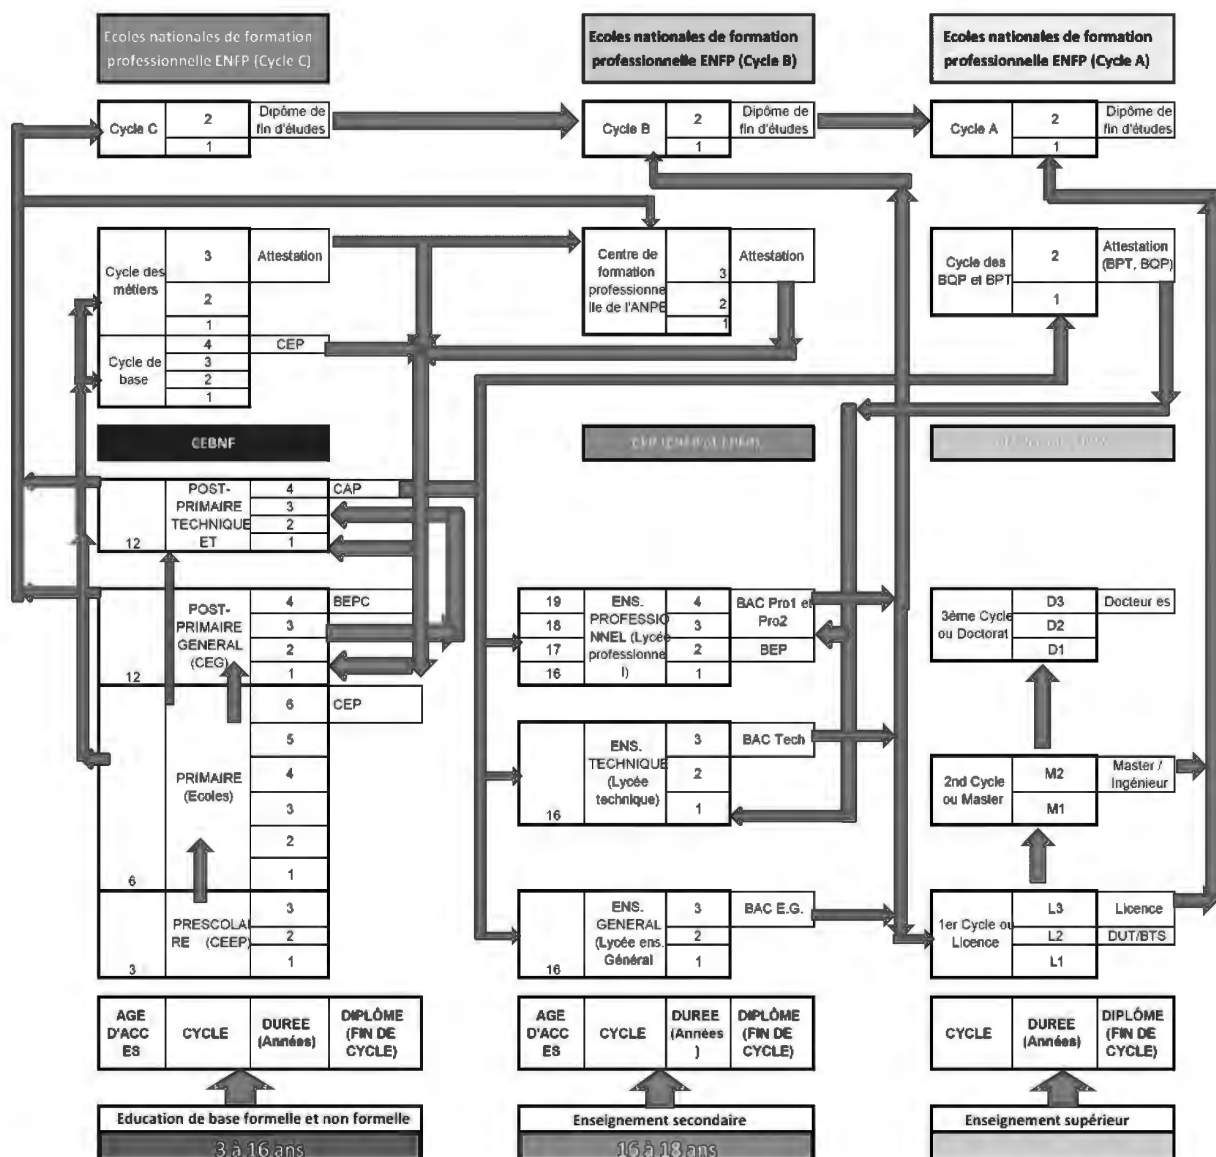 Ecoles nationales de formation
professionnelle ENFP (Cycle C)
Ecoles nationales de formation
professionnelle ENFP (Cycle B)
Ecoles nationales de formation
professionnelle ENFP (Cycle A)
Cycle C
2
1
Dipôme de
fin d'études
Cycle B
2
1
Dipôme de
fin d'études
Cycle A
2
1
Dipôme de
fin d'études
Cycle des
métiers
3
2
1
Attestation
Cycle de
base
4
3
2
1
CEP
Centre de
formation
professionne
lle de l'ANPE
3
2
1
Attestation
Cycle des
BQP et BPT
2
1
Attestation
(BPT, BQP)
CEBNF
12
POST-
PRIMAIRE
TECHNIQUE
ET
4
3
2
1
CAP
12
POST-
PRIMAIRE
GENERAL
(CEG)
4
3
2
1
BEPC
6
PRIMAIRE
(Ecoles)
6
5
4
3
2
1
CEP
3
PRESCOLAI
RE (CEEP)
3
2
1
19
18
17
16
ENS.
PROFESSIO
NNEL (Lycée
professionne
l)
4
3
2
1
BAC Pro1 et
Pro2
BEP
16
ENS.
TECHNIQUE
(Lycée
technique)
3
2
1
BAC Tech
16
ENS.
GENERAL
(Lycée ens.
Général
3
2
1
BAC E.G.
3ème Cycle
ou Doctorat
D3
D2
D1
Docteur es
2nd Cycle
ou Master
M2
M1
Master /
Ingénieur
1er Cycle ou
Licence
L3
L2
L1
Licence
DUT/BTS
AGE
D'ACC
ES
CYCLE
DUREE
(Années)
DIPLÔME
(FIN DE
CYCLE)
AGE
D'ACC
ES
CYCLE
DUREE
(Années
)
DIPLÔME
(FIN DE
CYCLE)
CYCLE
DUREE
(Années)
DIPLÔME
(FIN DE
CYCLE)
Education de base formelle et non formelle
3 à 16 ans
Enseignement secondaire
16 à 18 ans
Enseignement supérieur